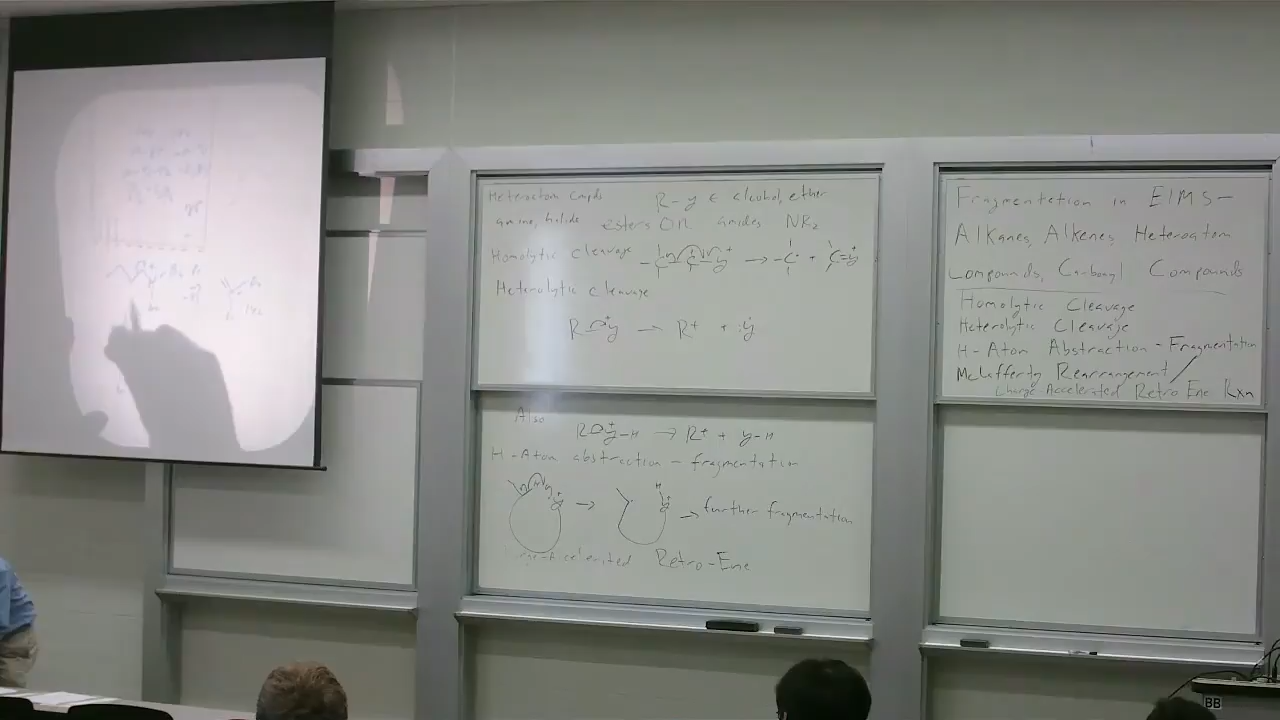 Heteroatom Cmpds R-y ∈ alcohol, ether
amine, halide esters OR amides NR₂
Homolytic cleavage -C-C-y⁺ → -C· + C=y⁺
Heterolytic cleavage
R-y⁺ → R⁺ + :y
Also
R-y⁺-H → R⁺ + y-H
H-Atom abstraction - fragmentation
→ H → further fragmentation
Retro-Ene
Fragmentation in EIMS-
Alkanes, Alkenes, Heteroatom
Compounds, Carbonyl Compounds
Homolytic Cleavage
Heterolytic Cleavage
H-Atom Abstraction - Fragmentation
McLafferty Rearrangement /
Charge Accelerated Retro Ene Rxn
BB